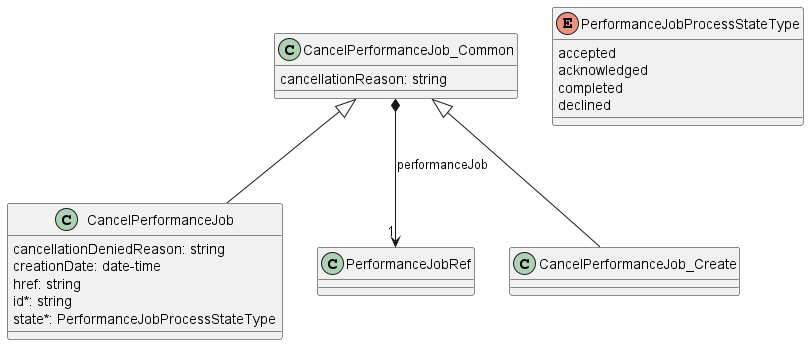 C CancelPerformanceJob_Common
cancellationReason: string
E PerformanceJobProcessStateType
accepted
acknowledged
completed
declined
performanceJob
1
C CancelPerformanceJob
cancellationDeniedReason: string
creationDate: date-time
href: string
id*: string
state*: PerformanceJobProcessStateType
C PerformanceJobRef
C CancelPerformanceJob_Create